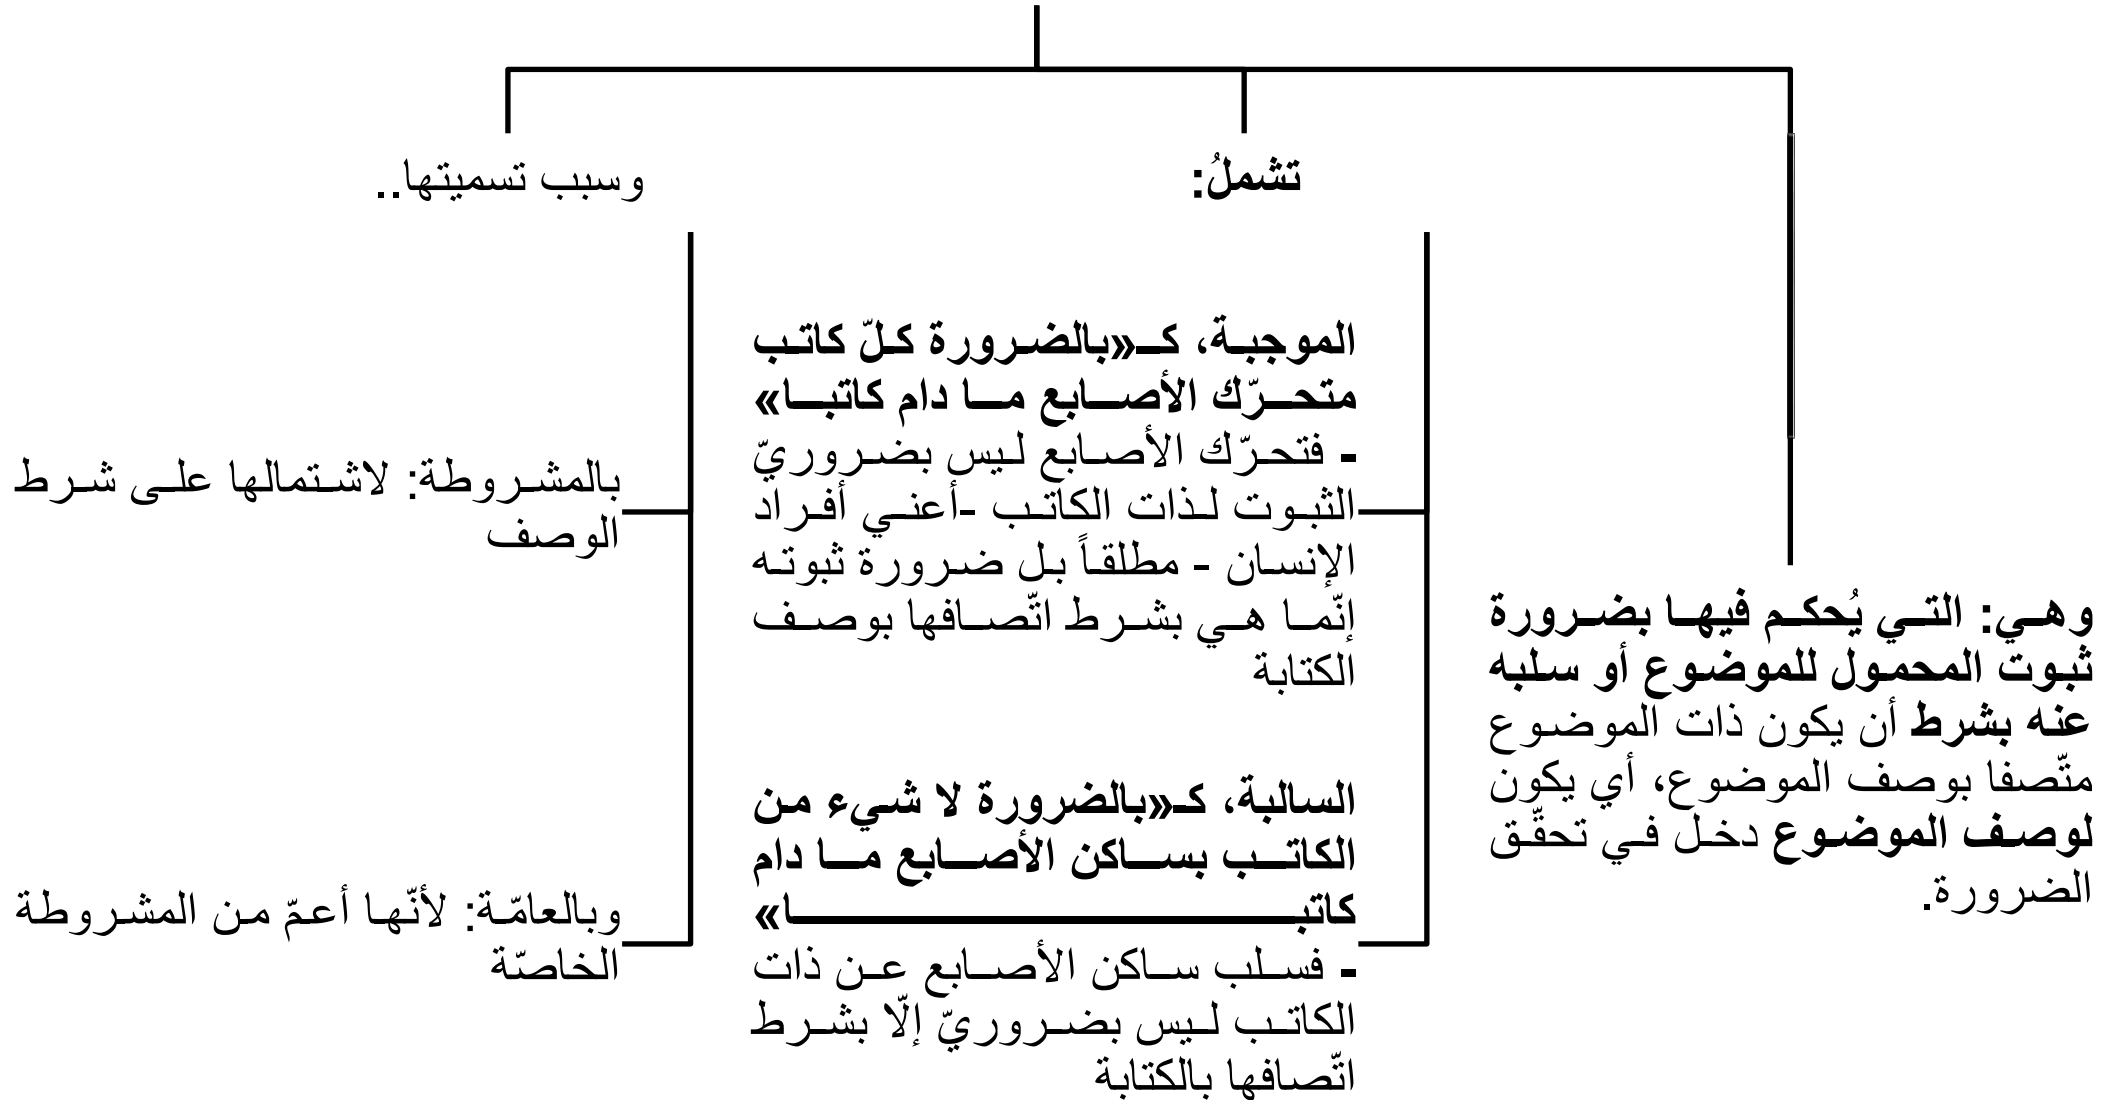 وهي: التي يُحكم فيها بضرورة
ثبوت المحمول للموضوع أو سلبه
عنه بشرط أن يكون ذات الموضوع
متّصفا بوصف الموضوع، أي يكون
لوصف الموضوع دخل في تحقّق
الضرورة.
تشملُ:
الموجبة، كـ«بالضرورة كلّ كاتب
متحرّك الأصابع ما دام كاتبا»
- فتحرّك الأصابع ليس بضروريّ
الثبوت لذات الكاتب -أعني أفراد
الإنسان - مطلقاً بل ضرورة ثبوته
إنّما هي بشرط اتّصافها بوصف
الكتابة
السالبة، كـ«بالضرورة لا شيء من
الكاتب بساكن الأصابع ما دام
كاتبا»
- فسلب ساكن الأصابع عن ذات
الكاتب ليس بضروريّ إلّا بشرط
اتّصافها بالكتابة
وسبب تسميتها..
بالمشروطة: لاشتمالها على شرط
الوصف
وبالعامّة: لأنّها أعمّ من المشروطة
الخاصّة